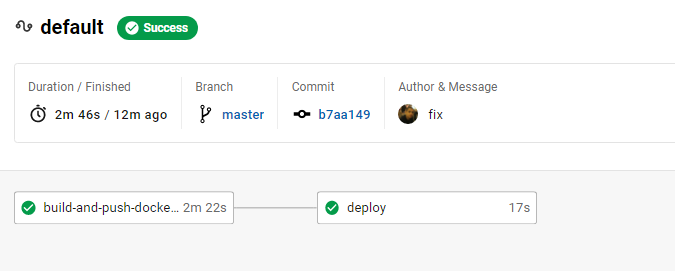 default Success
Duration / Finished Branch Commit Author & Message
2m 46s / 12m ago master b7aa149 fix
build-and-push-docke... 2m 22s deploy 17s